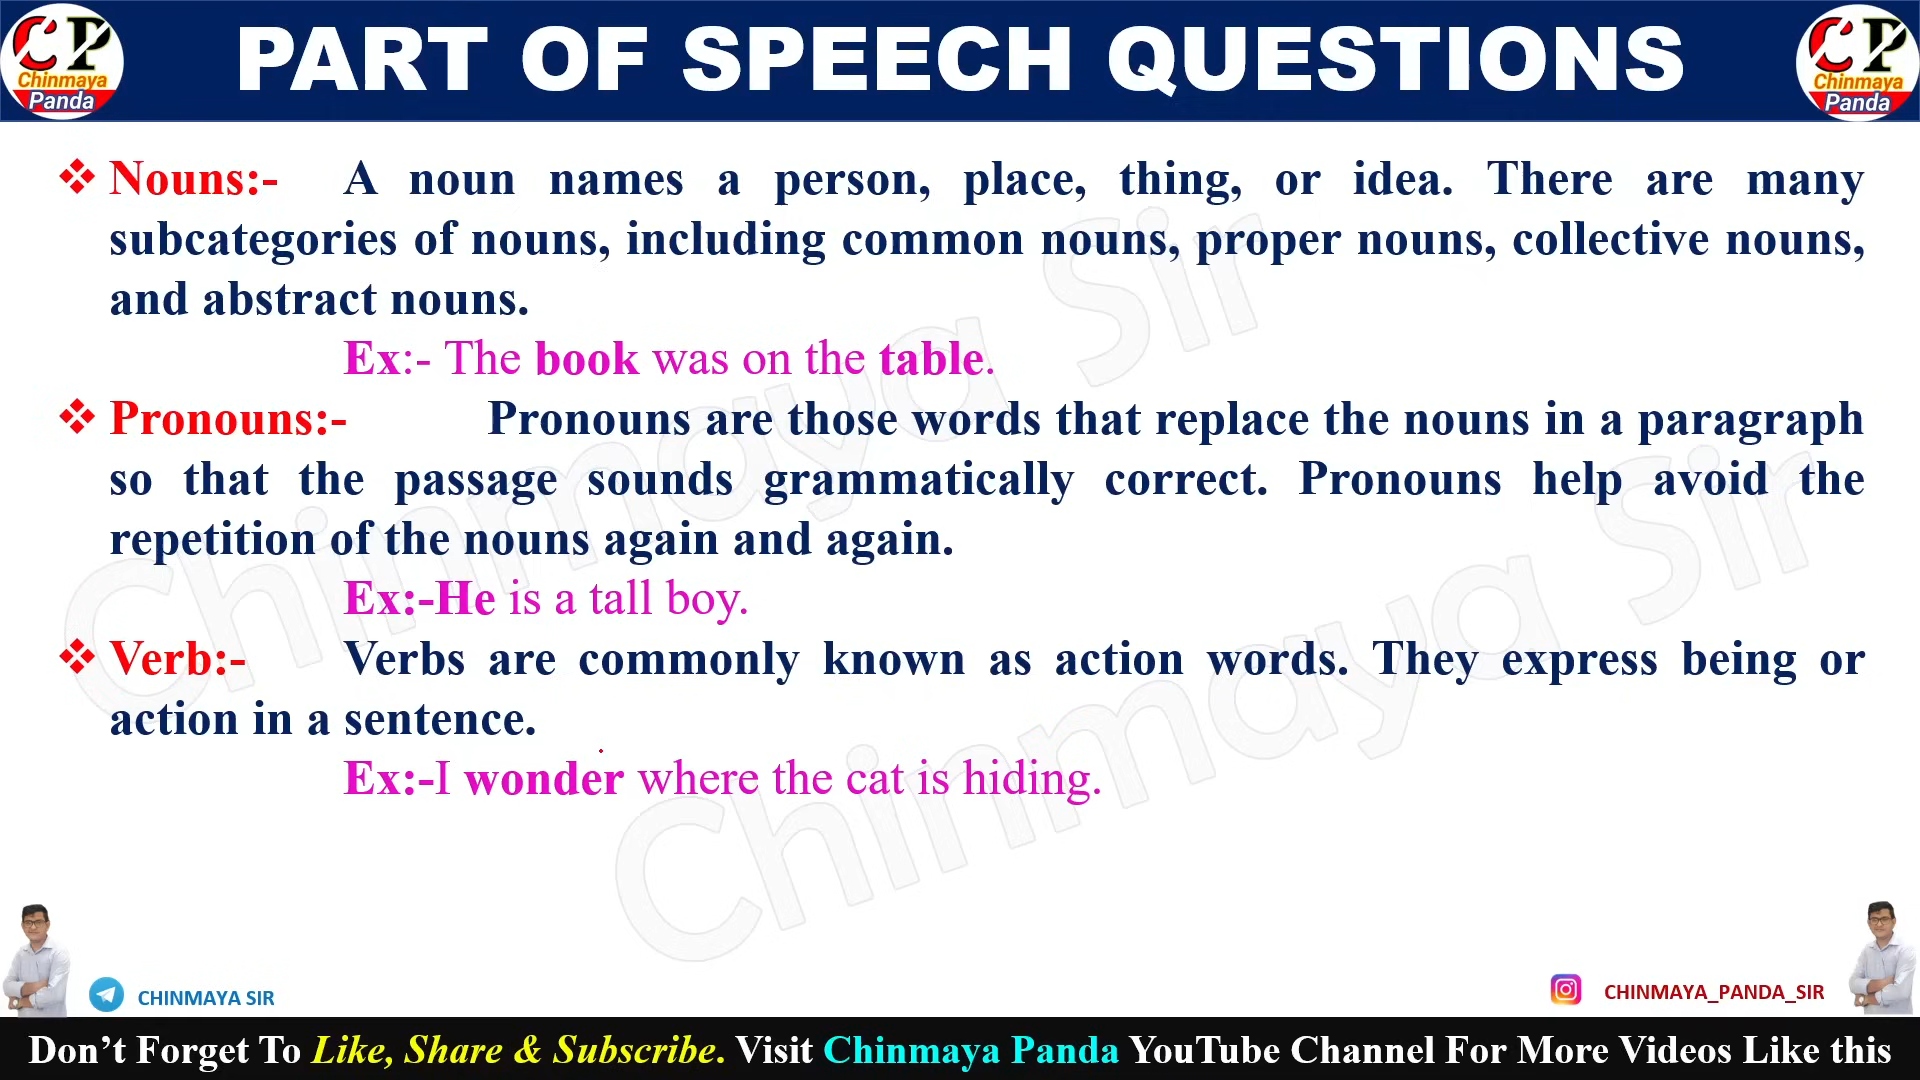 CP Chinmaya Panda
PART OF SPEECH QUESTIONS
CP Chinmaya Panda
❖ Nouns:- A noun names a person, place, thing, or idea. There are many
subcategories of nouns, including common nouns, proper nouns, collective nouns,
and abstract nouns.
Ex:- The book was on the table.
❖ Pronouns:- Pronouns are those words that replace the nouns in a paragraph
so that the passage sounds grammatically correct. Pronouns help avoid the
repetition of the nouns again and again.
Ex:-He is a tall boy.
❖ Verb:- Verbs are commonly known as action words. They express being or
action in a sentence.
Ex:-I wonder where the cat is hiding.
Chinmaya Sir
Chinmaya Sir
CHINMAYA SIR
CHINMAYA_PANDA_SIR
Don’t Forget To Like, Share & Subscribe. Visit Chinmaya Panda YouTube Channel For More Videos Like this